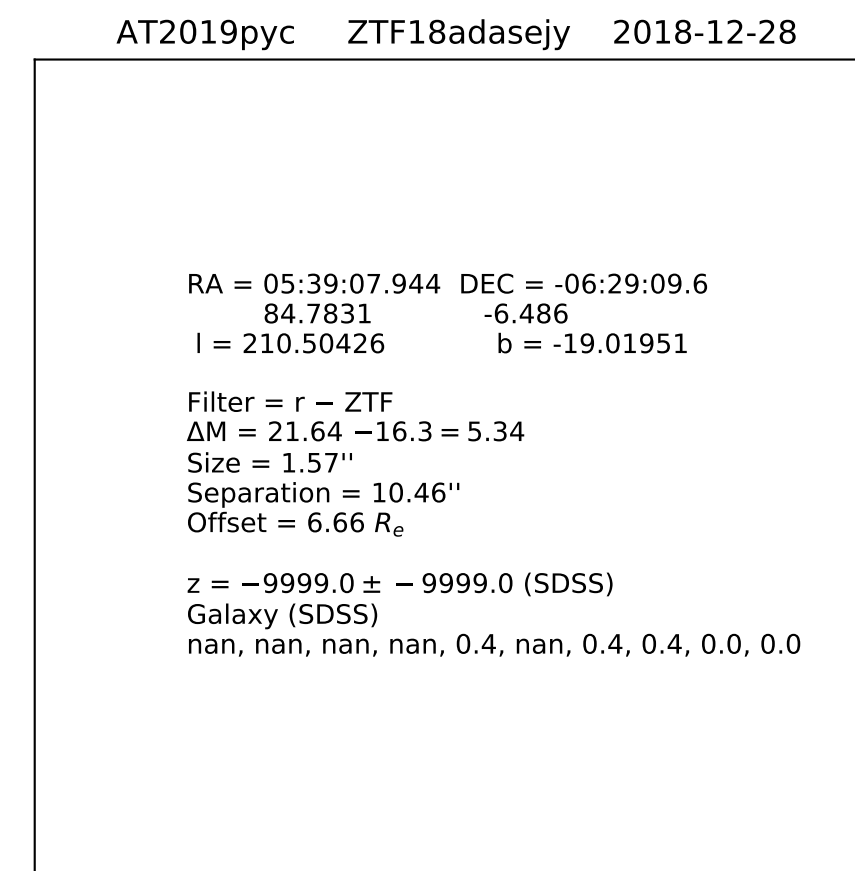 AT2019pyc ZTF18adasejy 2018-12-28
RA = 05:39:07.944 DEC = -06:29:09.6
84.7831 -6.486
l = 210.50426 b = -19.01951
Filter = r − ZTF
ΔM = 21.64 −16.3 = 5.34
Size = 1.57''
Separation = 10.46''
Offset = 6.66 Re
z = −9999.0 ± − 9999.0 (SDSS)
Galaxy (SDSS)
nan, nan, nan, nan, 0.4, nan, 0.4, 0.4, 0.0, 0.0